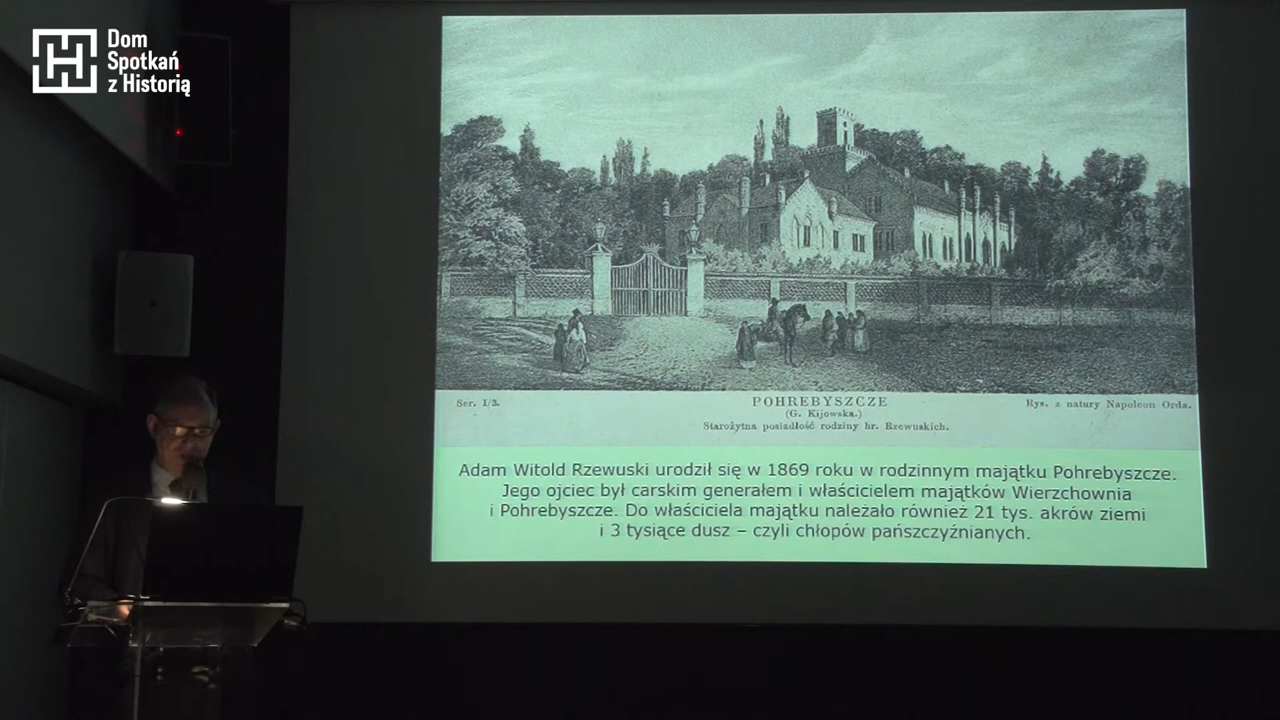 Dom
Spotkań
z Historią
Ser. I/3.
POHREBYSZCZE
Rys. z natury Napoleon Orda.
(G. Kijowska.)
Starożytna posiadłość rodziny hr. Rzewuskich.
Adam Witold Rzewuski urodził się w 1869 roku w rodzinnym majątku Pohrebyszcze.
Jego ojciec był carskim generałem i właścicielem majątków Wierzchownia
i Pohrebyszcze. Do właściciela majątku należało również 21 tys. akrów ziemi
i 3 tysiące dusz – czyli chłopów pańszczyźnianych.